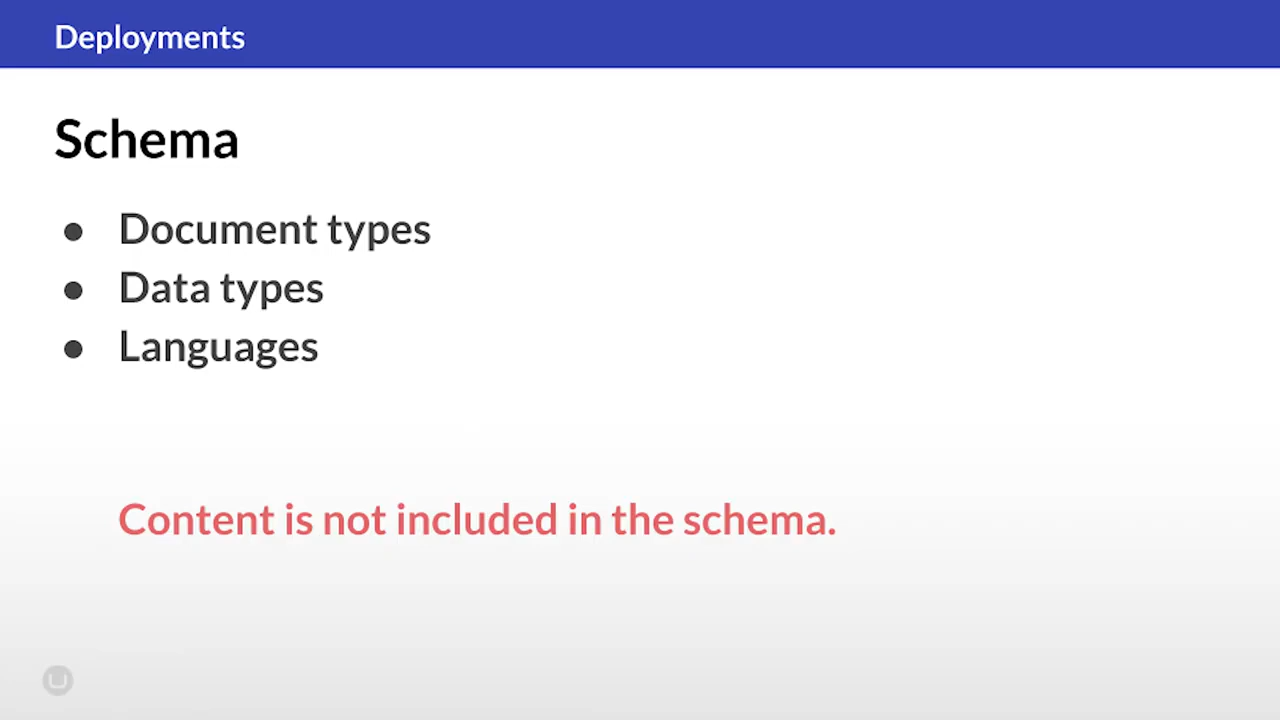 Deployments
Schema
● Document types
● Data types
● Languages
Content is not included in the schema.